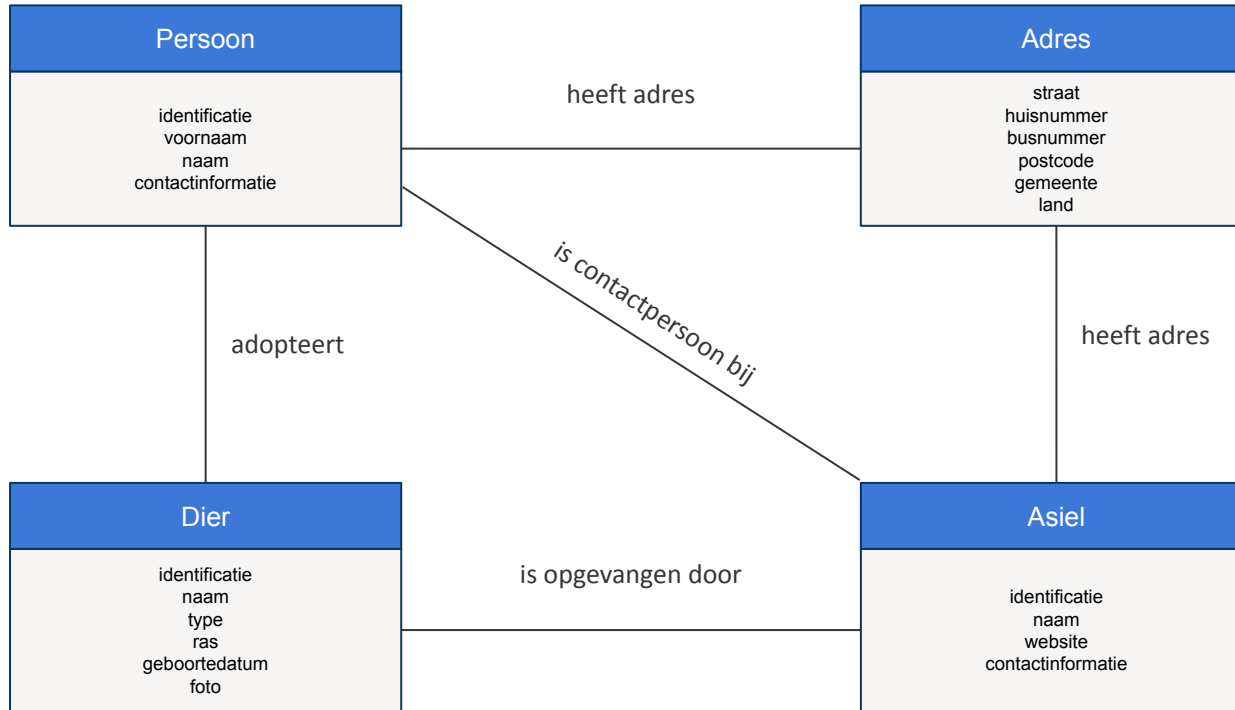 Persoon
identificatie
voornaam
naam
contactinformatie
heeft adres
Adres
straat
huisnummer
busnummer
postcode
gemeente
land
is contactpersoon bij
adopteert
heeft adres
Dier
identificatie
naam
type
ras
geboortedatum
foto
is opgevangen door
Asiel
identificatie
naam
website
contactinformatie